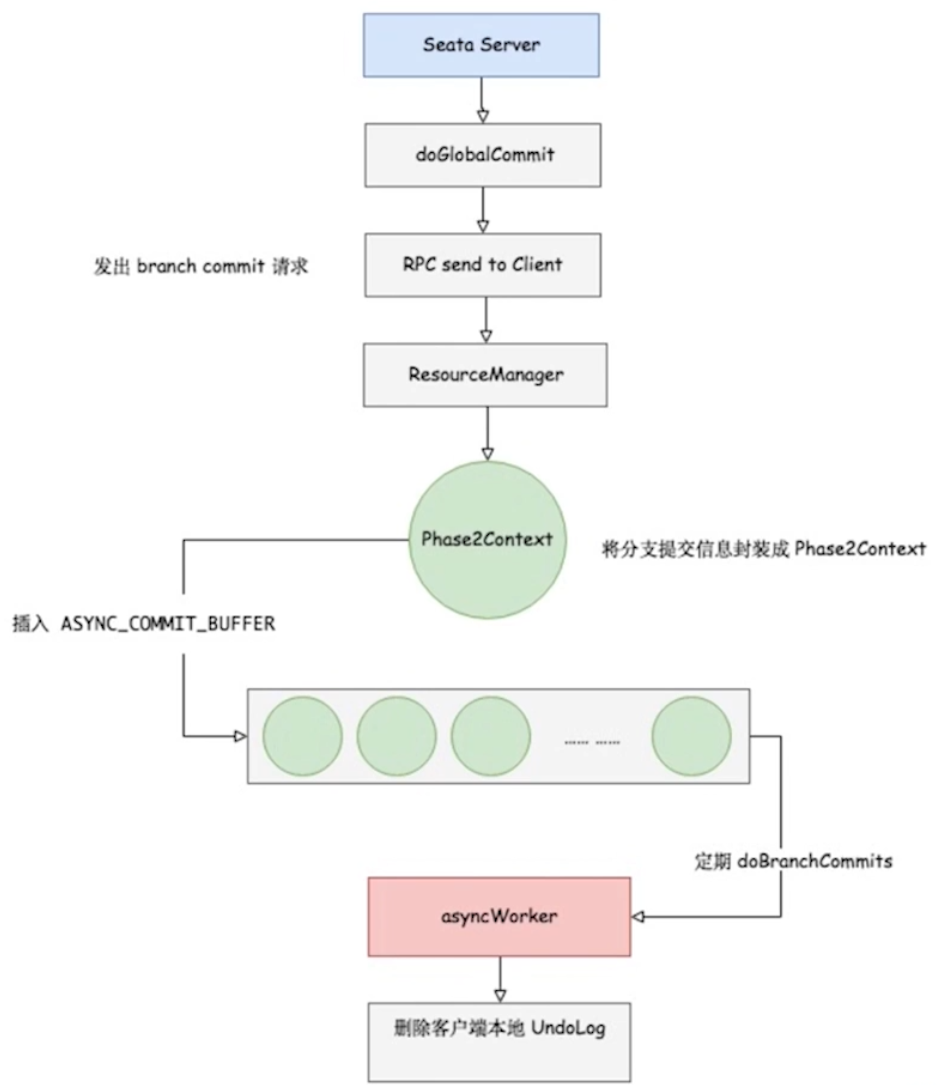 Seata Server
doGlobalCommit
发出 branch commit 请求
RPC send to Client
ResourceManager
Phase2Context
将分支提交信息封装成 Phase2Context
插入 ASYNC_COMMIT_BUFFER
…… ……
定期 doBranchCommits
asyncWorker
删除客户端本地 UndoLog